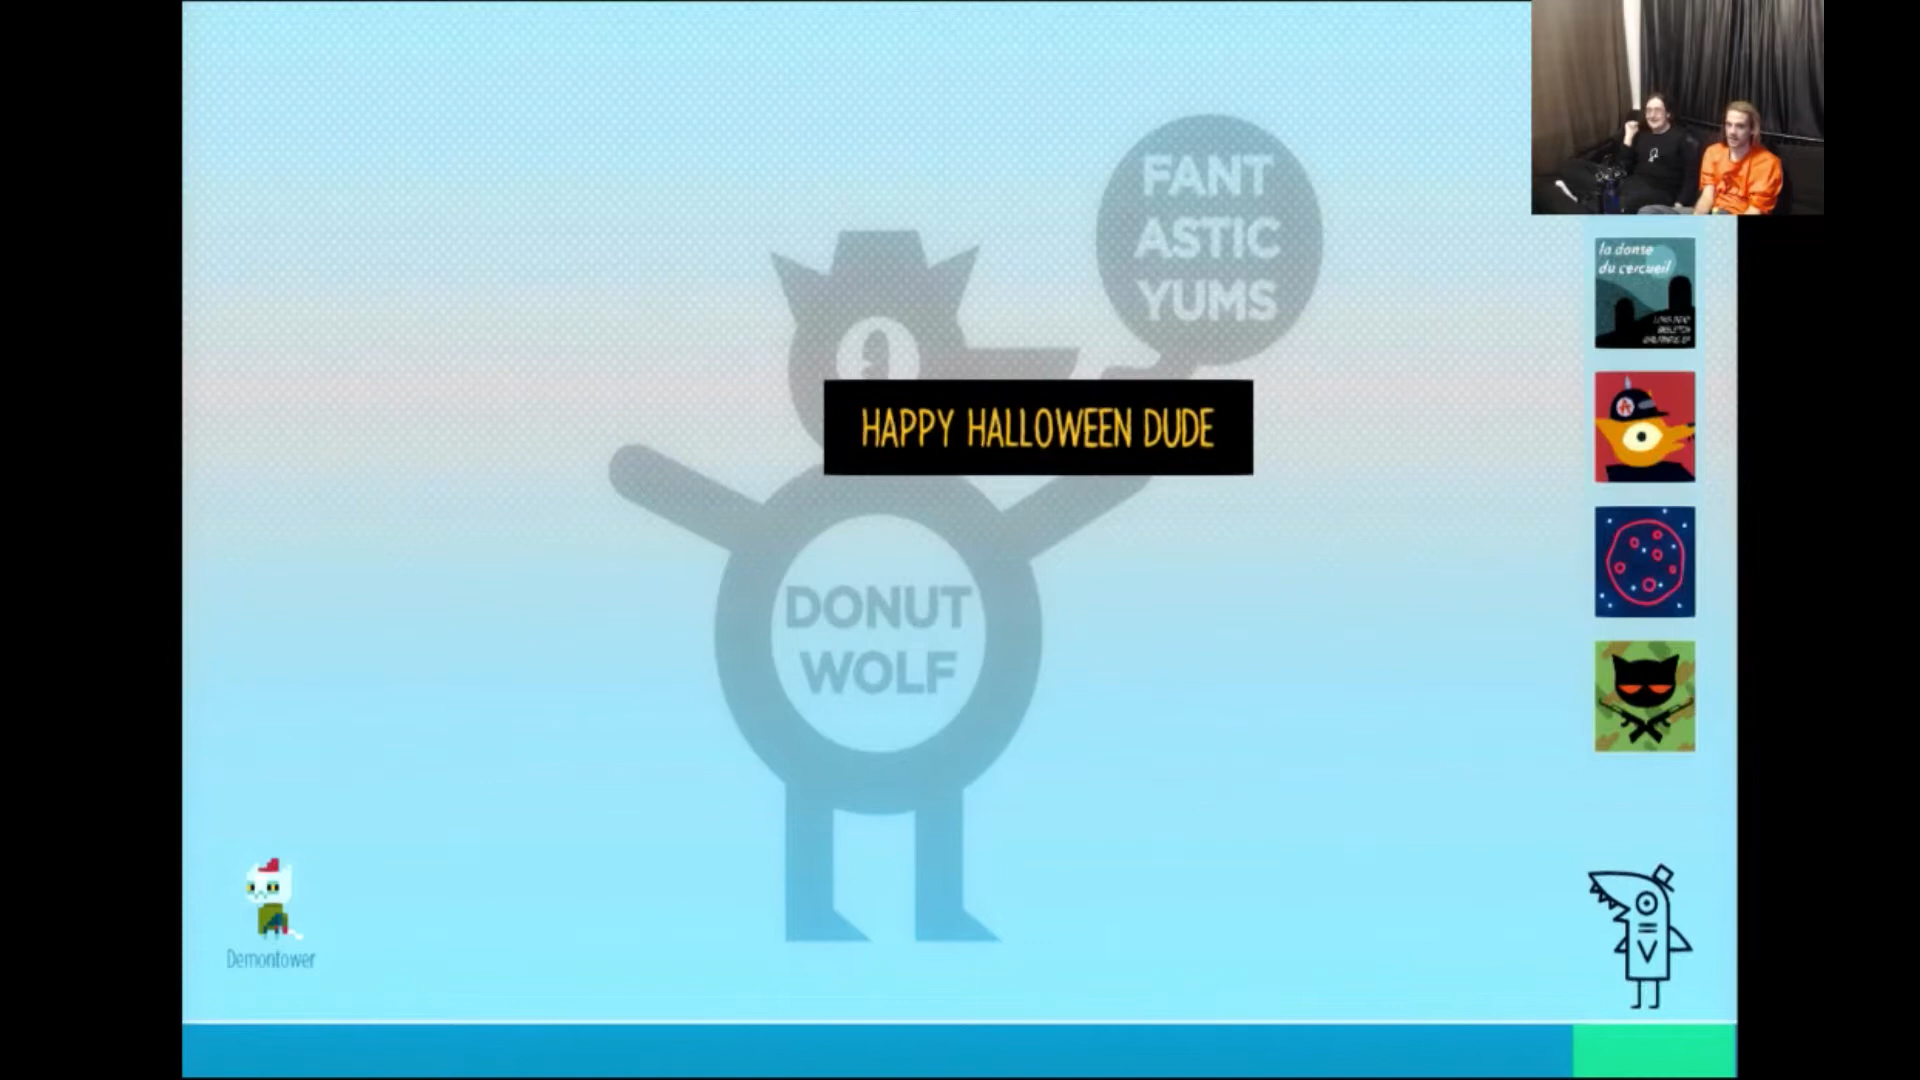 FANT
ASTIC
YUMS
la danse
du cercueil
HAPPY HALLOWEEN DUDE
DONUT
WOLF
Demontower